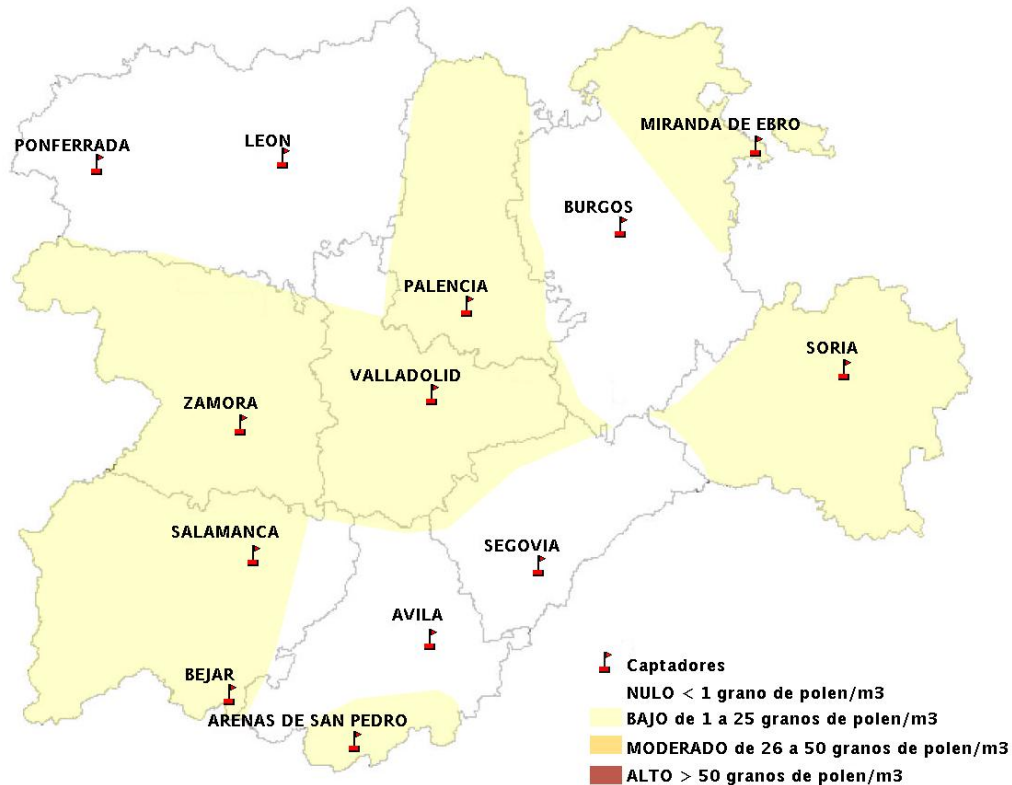 MIRANDA DE EBRO
PONFERRADA
LEON
BURGOS
PALENCIA
SORIA
VALLADOLID
ZAMORA
SALAMANCA
SEGOVIA
AVILA
BEJAR
ARENAS DE SAN PEDRO
Captadores
NULO < 1 grano de polen/m3
BAJO de 1 a 25 granos de polen/m3
MODERADO de 26 a 50 granos de polen/m3
ALTO > 50 granos de polen/m3